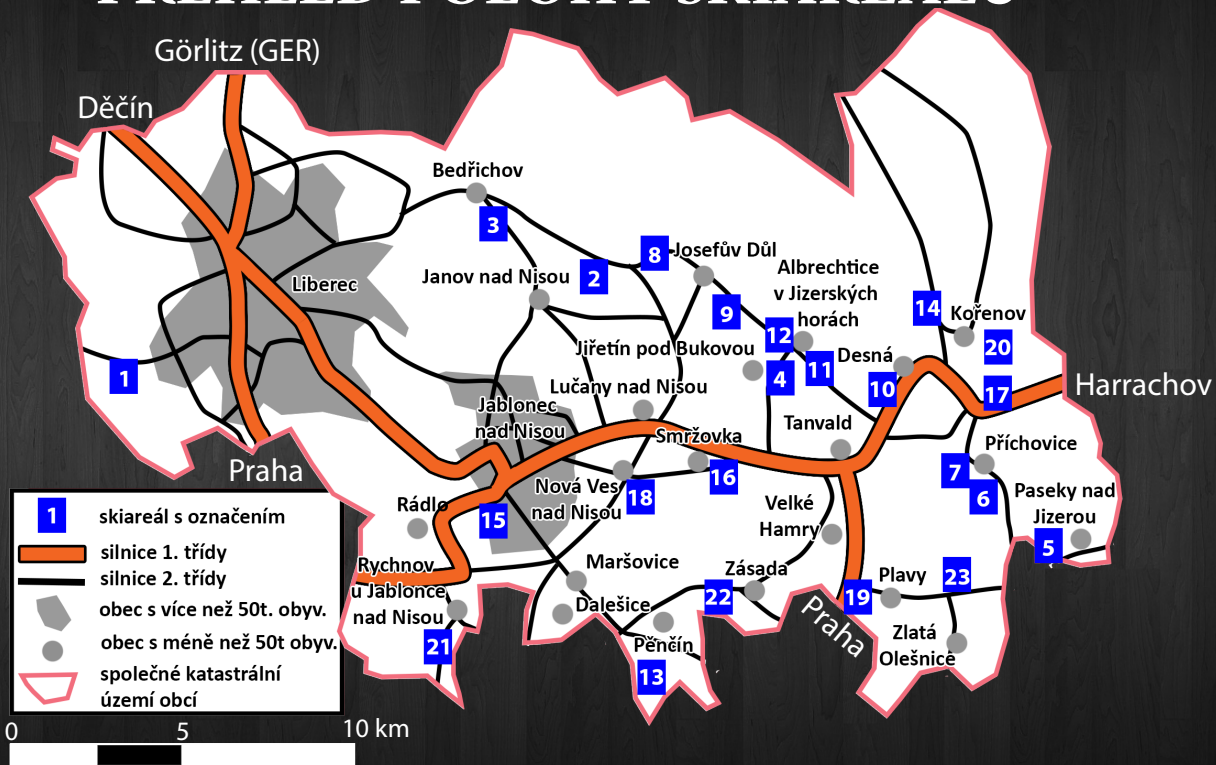 PŘEHLED POLOHY SKIAREÁLŮ
Görlitz (GER)
Děčín
Bedřichov
3
8
Josefův Důl
Janov nad Nisou
2
Albrechtice
v Jizerských
horách
Liberec
9
14
Kořenov
12
20
Jiřetín pod Bukovou
Desná
1
4
11
10
17
Harrachov
Lučany nad Nisou
Jablonec
nad Nisou
Tanvald
Smržovka
Příchovice
Praha
7
16
6
Nová Ves
nad Nisou
18
Paseky nad
Jizerou
Rádlo
15
Velké
Hamry
5
Rychnov
u Jablonce
nad Nisou
Maršovice
Zásada
Plavy
23
22
19
Dalešice
Praha
Pěnčín
Zlatá
Olešnice
21
13
1
skiareál s označením
silnice 1. třídy
silnice 2. třídy
obec s více než 50t. obyv.
obec s méně než 50t obyv.
společné katastrální
území obcí
0
5
10 km